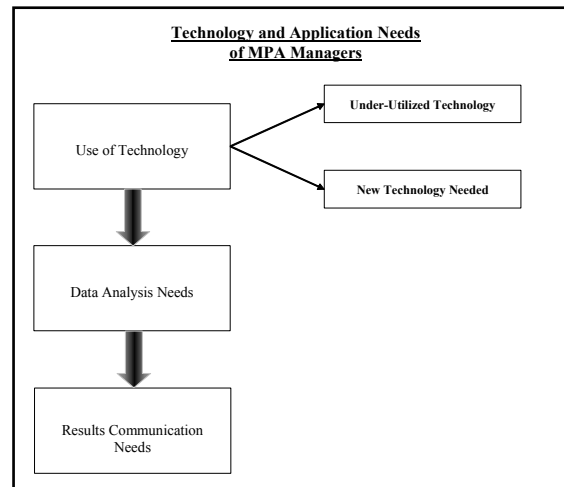 Technology and Application Needs
of MPA Managers
Under-Utilized Technology
Use of Technology
New Technology Needed
Data Analysis Needs
Results Communication
Needs